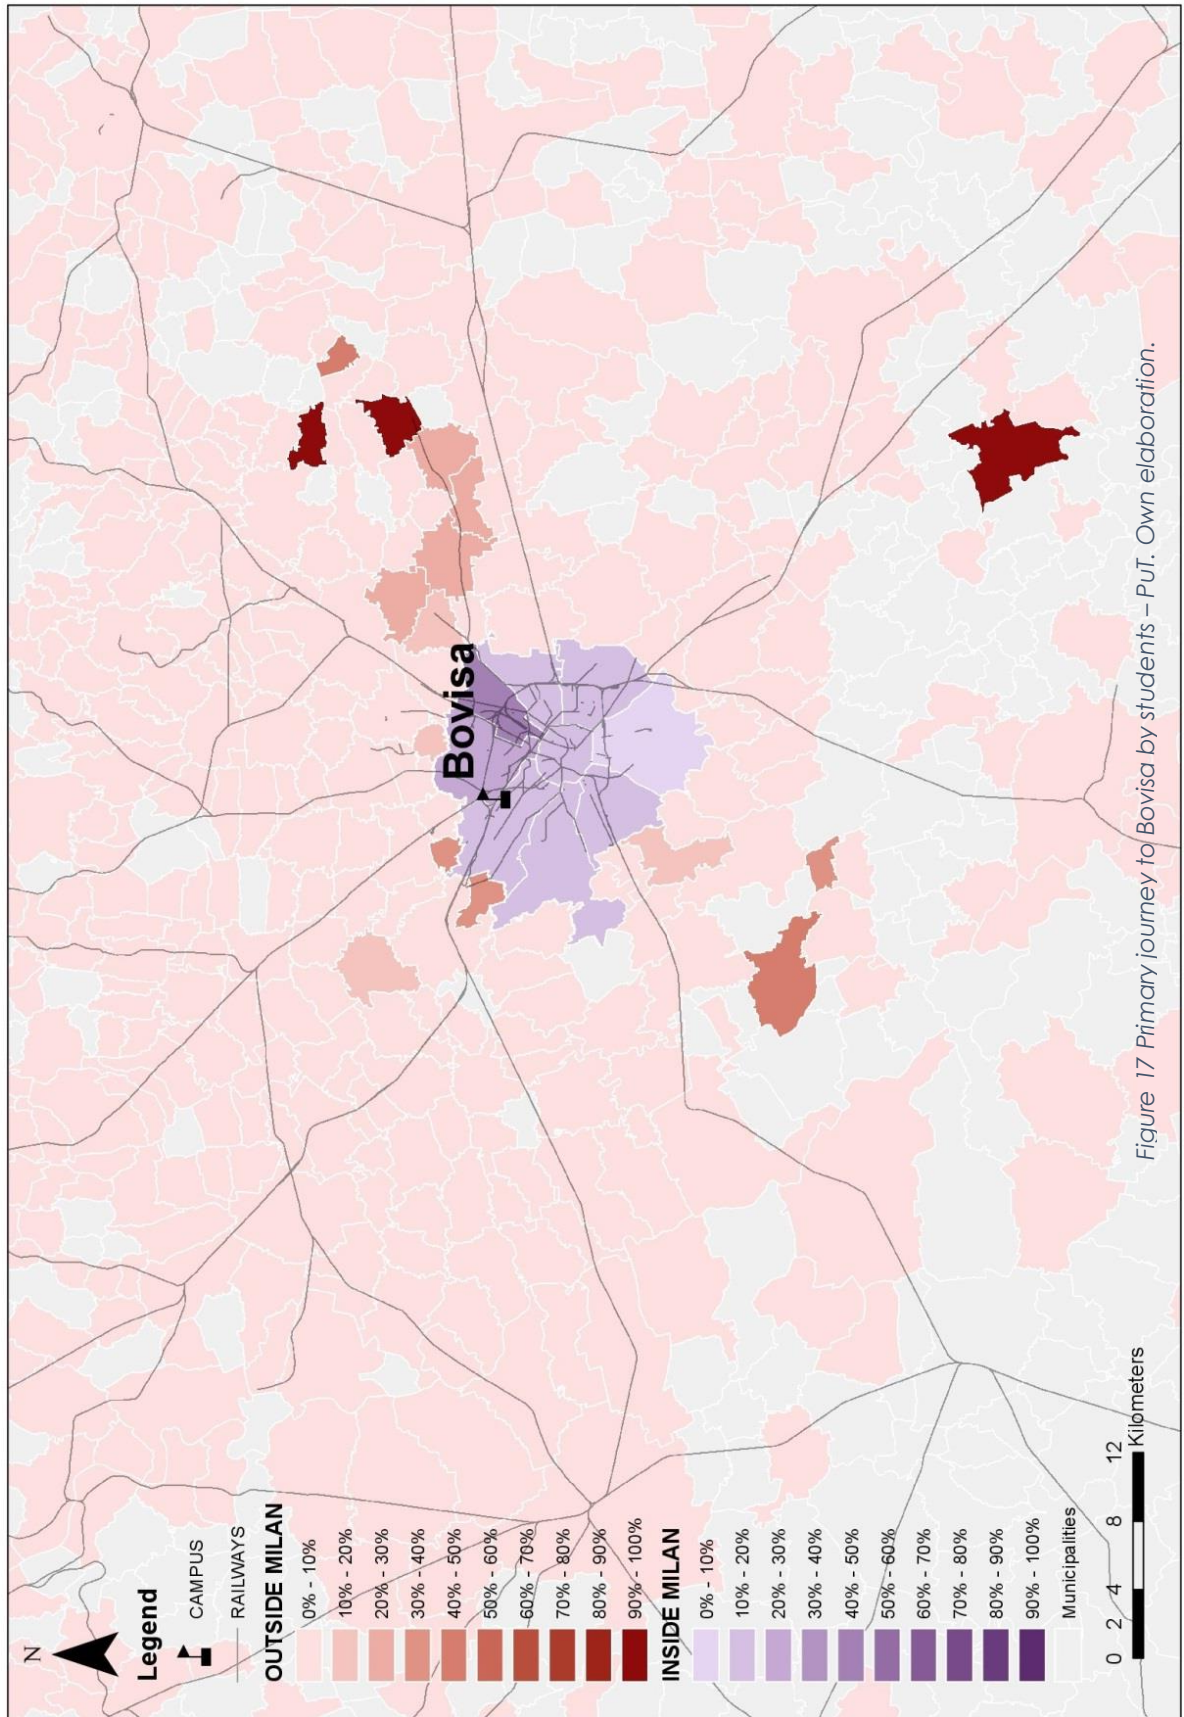 N
Legend
CAMPUS
RAILWAYS
OUTSIDE MILAN
0% - 10%
10% - 20%
20% - 30%
30% - 40%
40% - 50%
50% - 60%
60% - 70%
70% - 80%
80% - 90%
90% - 100%
INSIDE MILAN
0% - 10%
10% - 20%
20% - 30%
30% - 40%
40% - 50%
50% - 60%
60% - 70%
70% - 80%
80% - 90%
90% - 100%
Municipalities
0 2 4 8 12
Kilometers
Bovisa
Figure 17 Primary journey to Bovisa by students – PuT. Own elaboration.